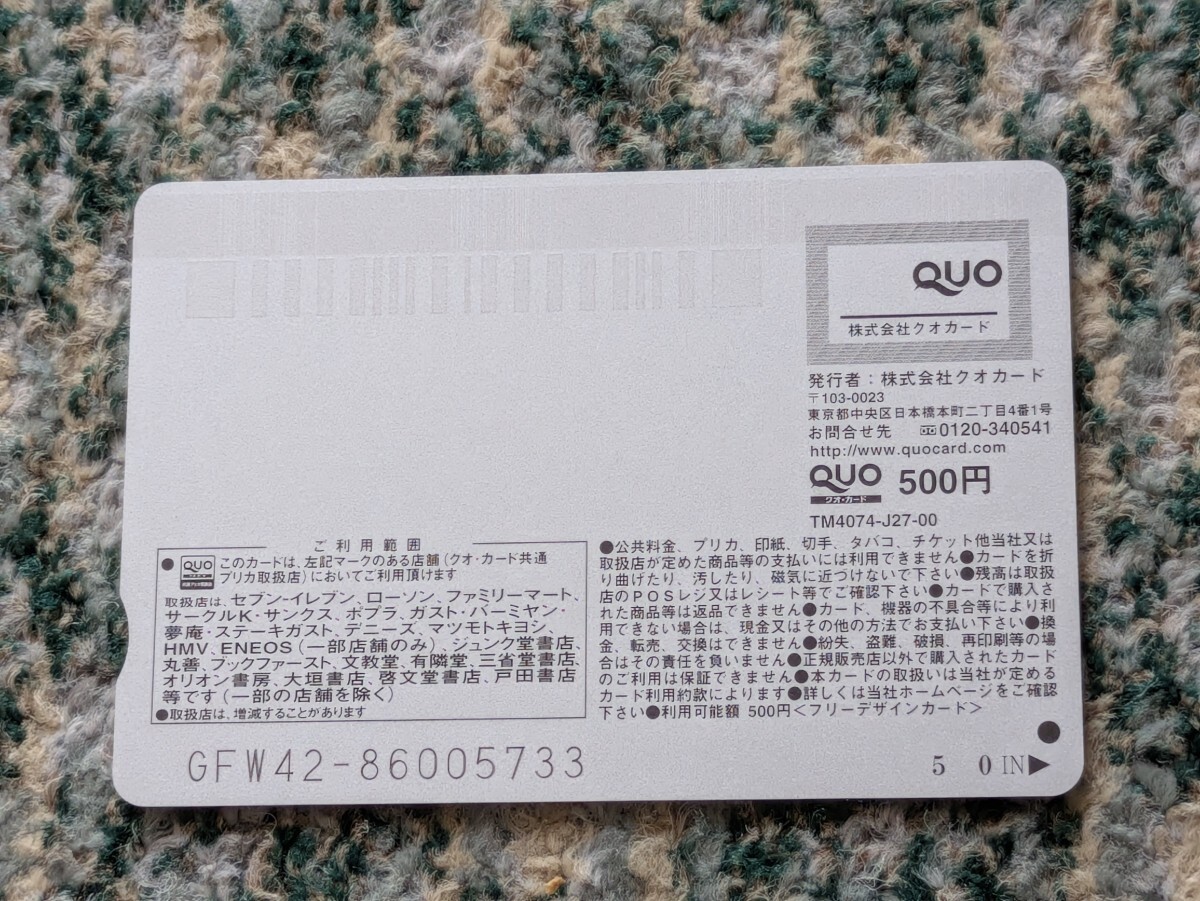 QUO
株式会社クオカード
発行者：株式会社クオカード
〒103-0023
東京都中央区日本橋本町二丁目4番1号
お問合せ先 0120-340541
http://www.quocard.com
QUO 500円
クオ・カード
TM4074-J27-00
ご利用範囲
●QUO このカードは、左記マークのある店舗（クオ・カード共通
プリカ取扱店）においてご利用頂けます
取扱店は、セブン-イレブン、ローソン、ファミリーマート、
サークルK・サンクス、ポプラ、ガスト・バーミヤン・
夢庵・ステーキガスト、デニーズ、マツモトキヨシ、
HMV、ENEOS（一部店舗のみ）、ジュンク堂書店、
丸善、ブックファースト、文教堂、有隣堂、三省堂書店、
オリオン書房、大垣書店、啓文堂書店、戸田書店
等です（一部の店舗を除く）
●取扱店は、増減することがあります
●公共料金、プリカ、印紙、切手、タバコ、チケット他当社又は
取扱店が定めた商品等の支払いには利用できません●カードを折
り曲げたり、汚したり、磁気に近づけないで下さい●残高は取扱
店のPOSレジ又はレシート等でご確認下さい●カードで購入さ
れた商品等は返品できません●カード、機器の不具合等により利
用できない場合は、現金又はその他の方法でお支払い下さい●換
金、転売、交換はできません●紛失、盗難、破損、再印刷等の場
合はその責任を負いません●正規販売店以外で購入されたカード
のご利用は保証できません●本カードの取扱いは当社が定める
カード利用約款によります●詳しくは当社ホームページをご確認
下さい●利用可能額 500円＜フリーデザインカード＞
GFW42-86005733
5 0 IN▶